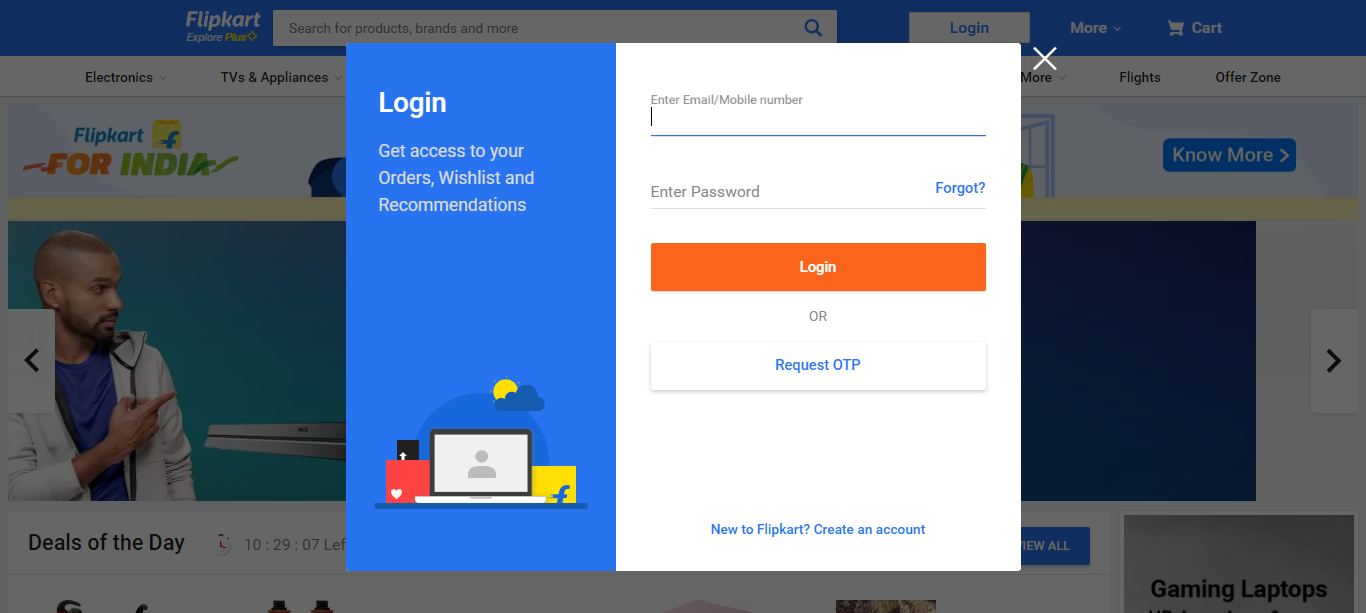 Flipkart
Explore Plus
Search for products, brands and more
Login
More
Cart
Electronics
TVs & Appliances
More
Flights
Offer Zone
Flipkart
FOR INDIA
Know More
Login
Get access to your
Orders, Wishlist and
Recommendations
Enter Email/Mobile number
Enter Password
Forgot?
Login
OR
Request OTP
New to Flipkart? Create an account
Deals of the Day
10 : 29 : 07 Lef
VIEW ALL
Gaming Laptops